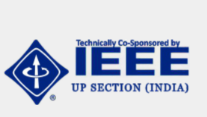 Technically Co-Sponsored by
IEEE
®
UP SECTION (INDIA)